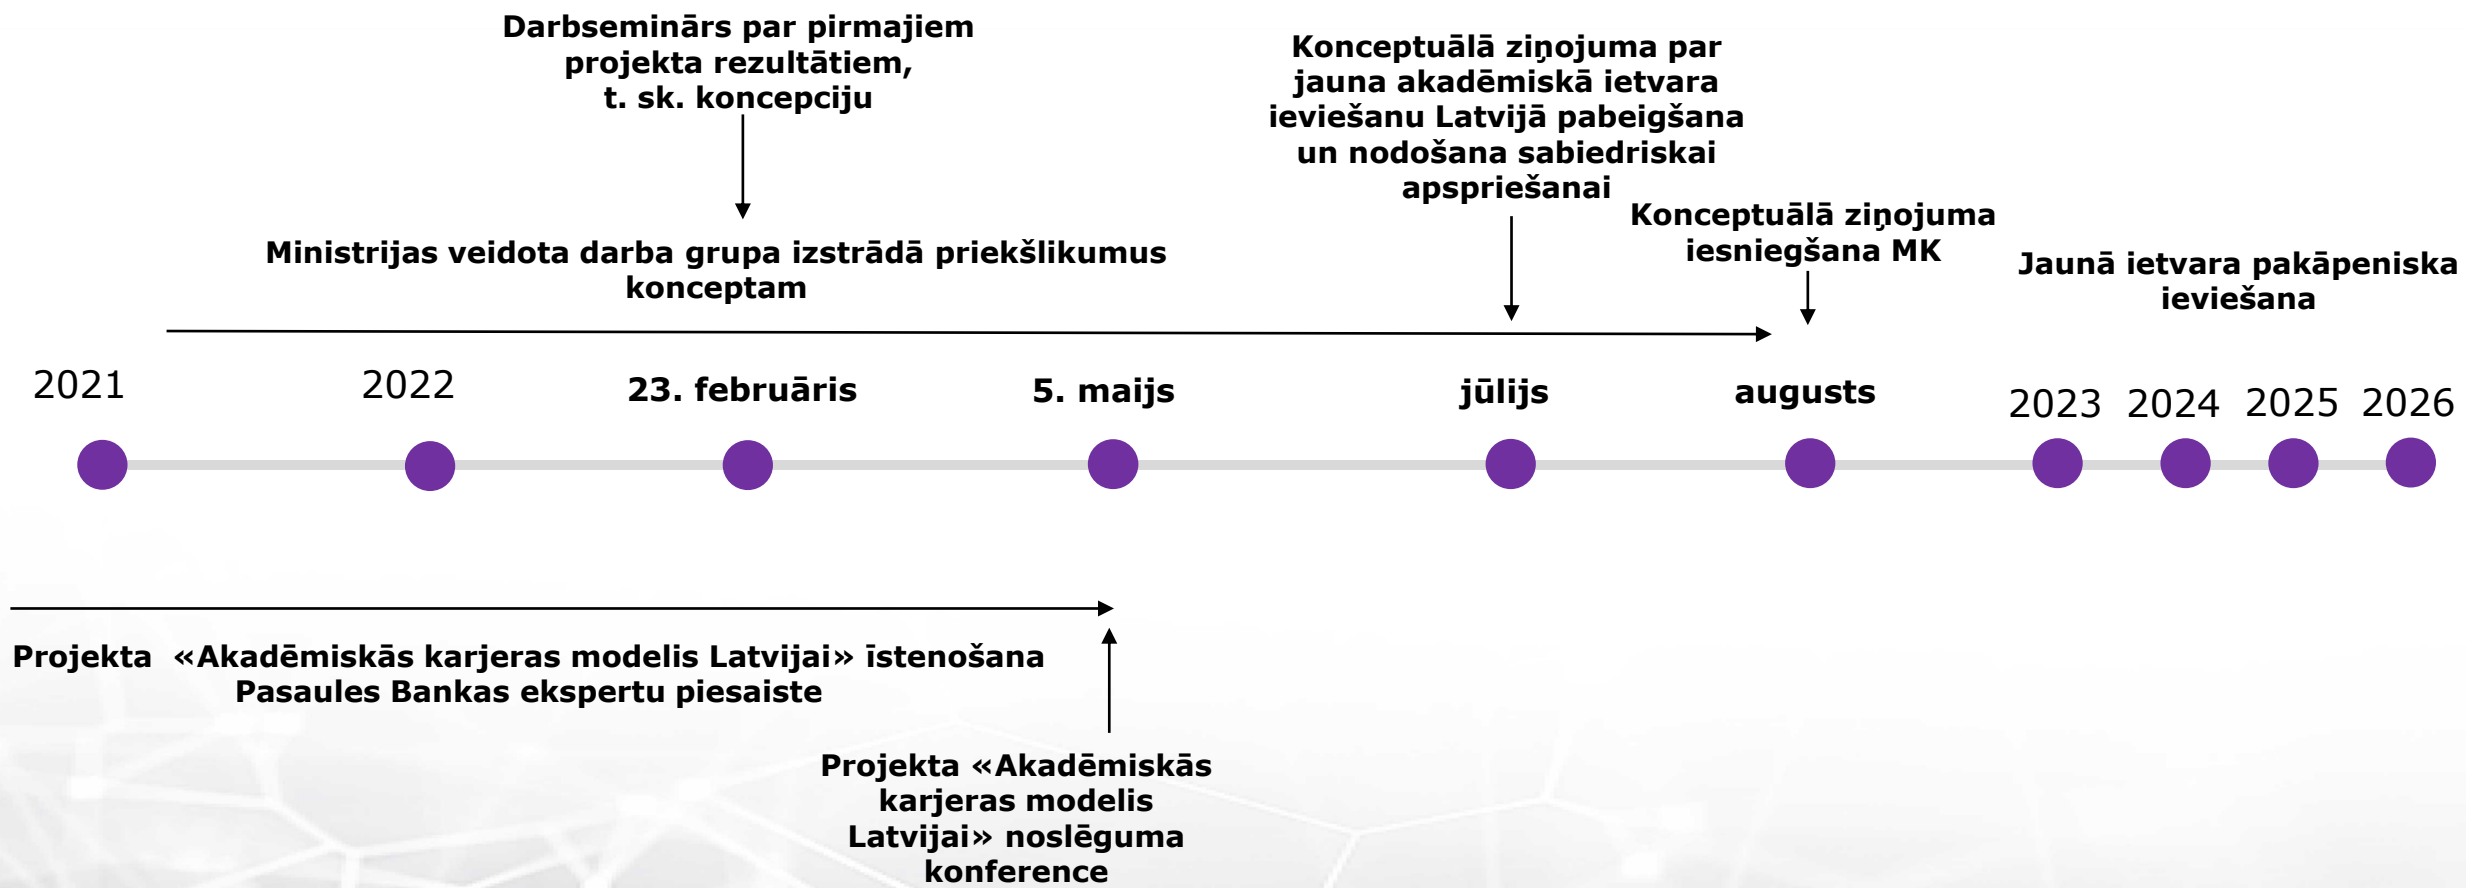 Darbseminārs par pirmajiem
projekta rezultātiem,
t. sk. koncepciju
Konceptuālā ziņojuma par
jauna akadēmiskā ietvara
ieviešanu Latvijā pabeigšana
un nodošana sabiedriskai
apspriešanai
Konceptuālā ziņojuma
iesniegšana MK
Ministrijas veidota darba grupa izstrādā priekšlikumus
konceptam
Jaunā ietvara pakāpeniska
ieviešana
2021
2022
23. februāris
5. maijs
jūlijs
augusts
2023
2024
2025
2026
Projekta «Akadēmiskās karjeras modelis Latvijai» īstenošana
Pasaules Bankas ekspertu piesaiste
Projekta «Akadēmiskās
karjeras modelis
Latvijai» noslēguma
konference